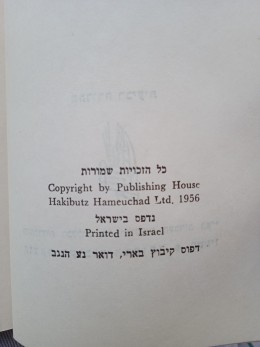 כל הזכויות שמורות
Copyright by Publishing House
Hakibutz Hameuchad Ltd. 1956
נדפס בישראל
Printed in Israel
דפוס קיבוץ בארי, דואר נע הנגב